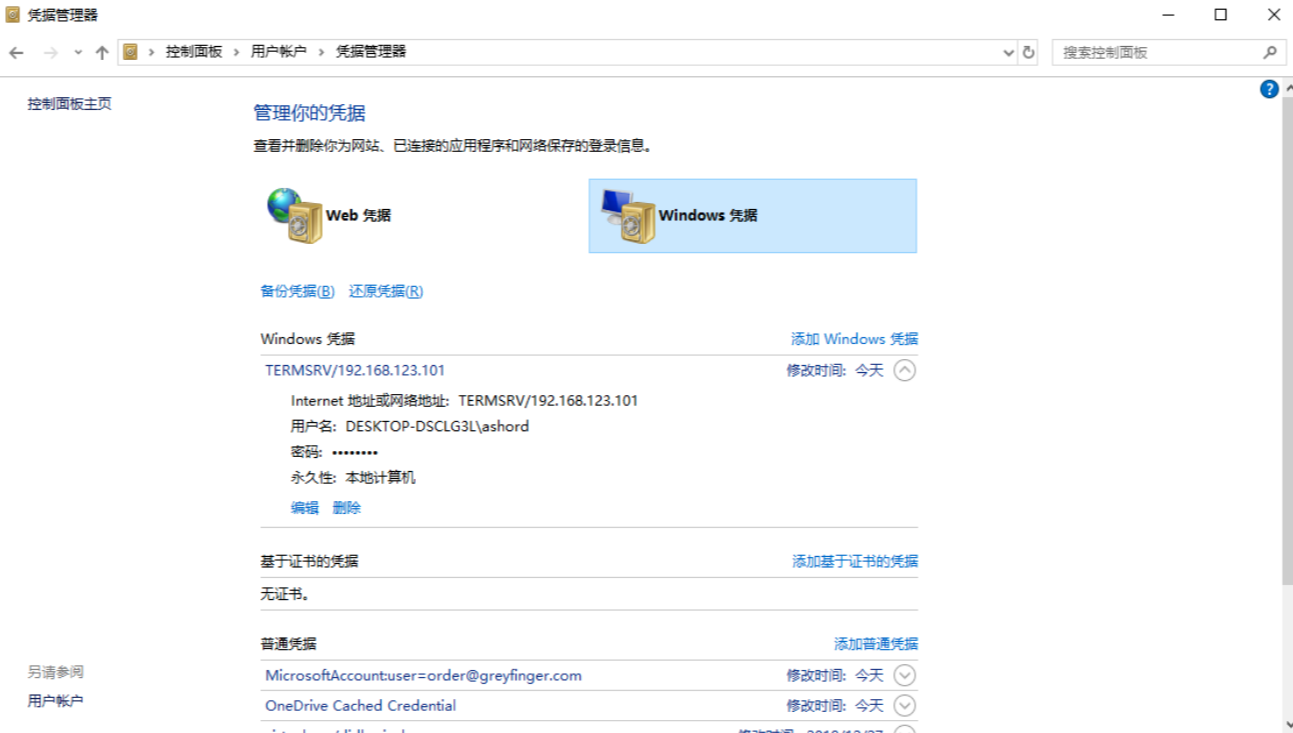 凭据管理器
控制面板 › 用户帐户 › 凭据管理器
搜索控制面板
控制面板主页
管理你的凭据
查看并删除你为网站、已连接的应用程序和网络保存的登录信息。
Web 凭据
Windows 凭据
备份凭据(B) 还原凭据(R)
Windows 凭据 添加 Windows 凭据
TERMSRV/192.168.123.101 修改时间: 今天
Internet 地址或网络地址: TERMSRV/192.168.123.101
用户名: DESKTOP-DSCLG3L\ashord
密码: ••••••••
永久性: 本地计算机
编辑 删除
基于证书的凭据 添加基于证书的凭据
无证书。
普通凭据 添加普通凭据
MicrosoftAccount:user=order@greyfinger.com 修改时间: 今天
OneDrive Cached Credential 修改时间: 今天
另请参阅
用户帐户